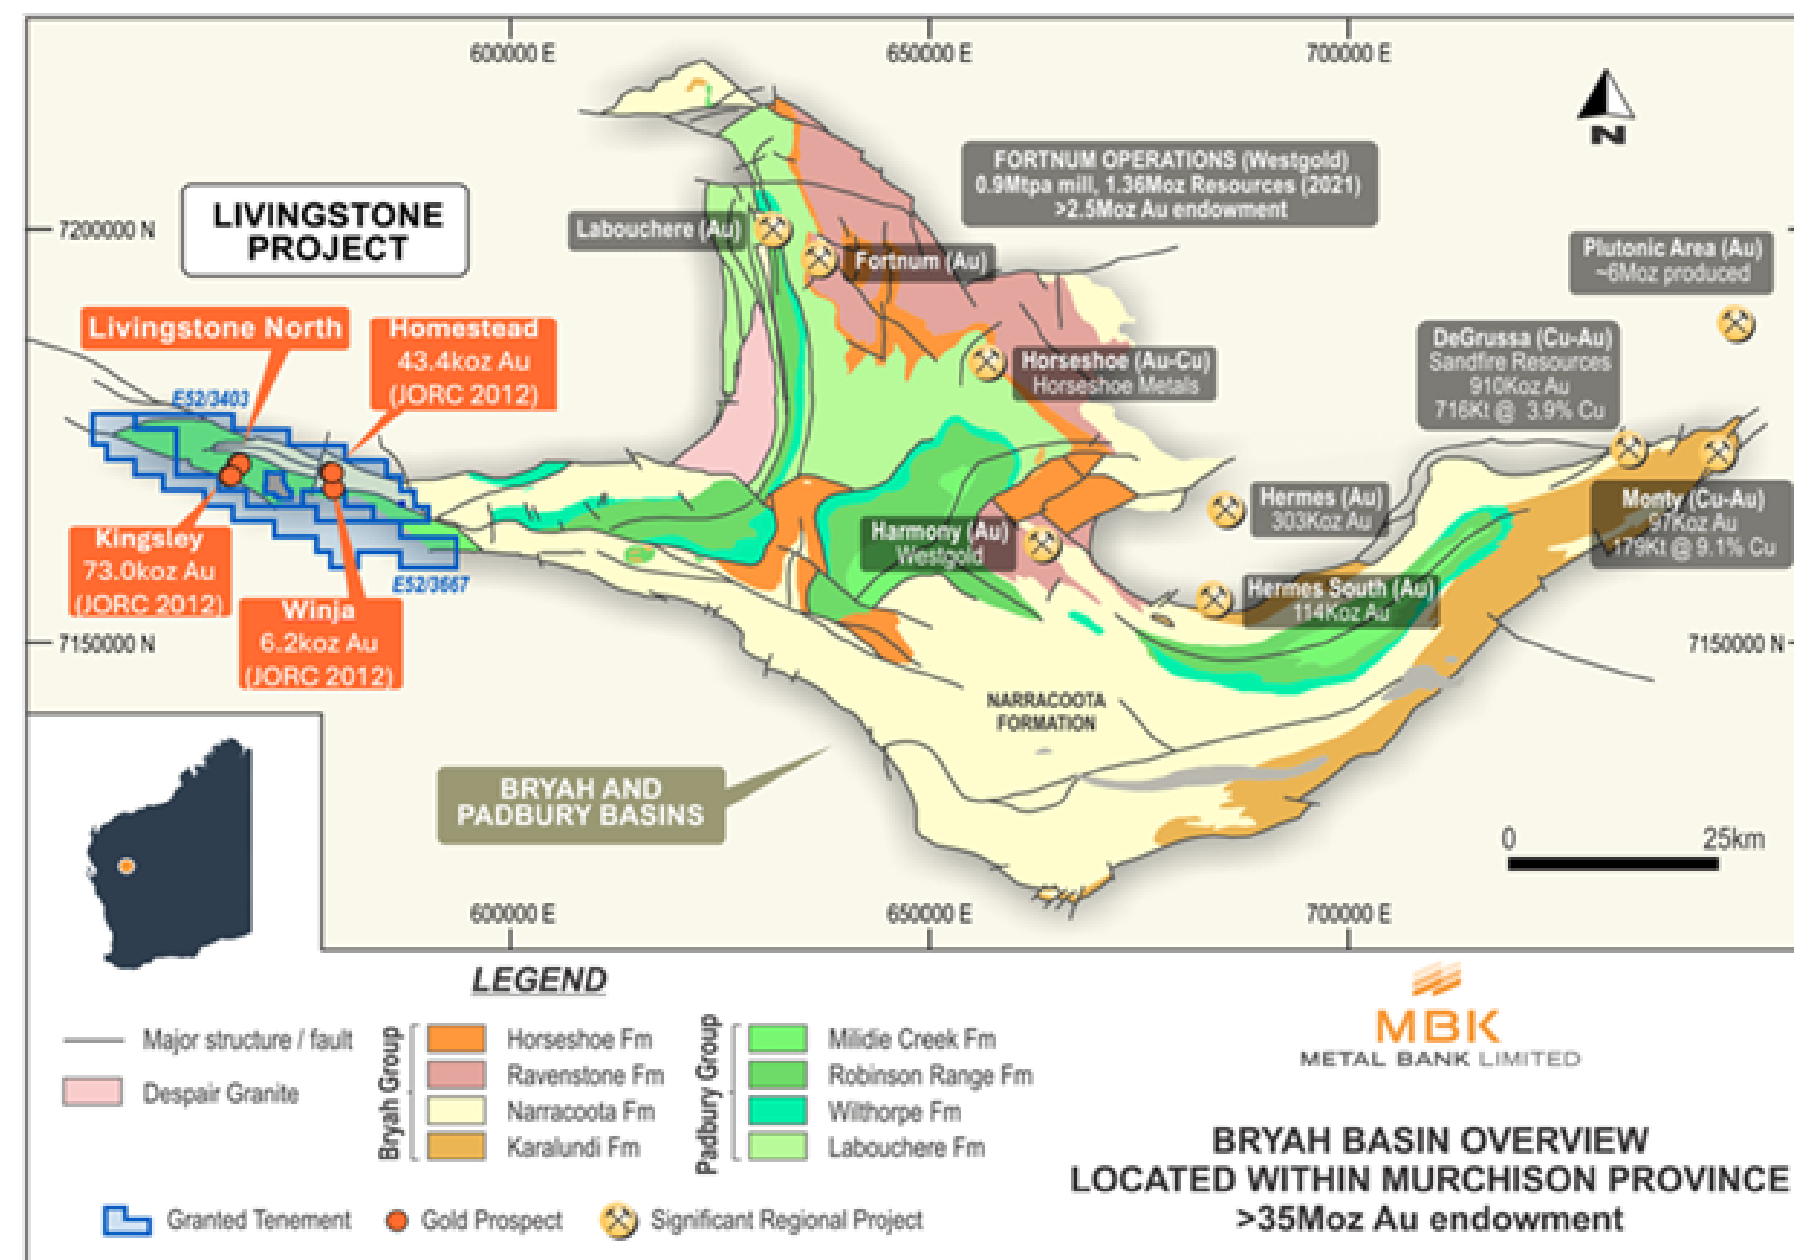 600000 E
650000 E
700000 E
N
FORTNUM OPERATIONS (Westgold)
0.9Mtpa mill, 1.36Moz Resources (2021)
>2.5Moz Au endowment
LIVINGSTONE
PROJECT
7200000 N
Labouchere (Au)
Fortnum (Au)
Plutonic Area (Au)
~6Moz produced
Livingstone North
Homestead
43.4koz Au
(JORC 2012)
Horseshoe (Au-Cu)
Horseshoe Metals
DeGrussa (Cu-Au)
Sandfire Resources
910Koz Au
716Kt @ 3.9% Cu
E52/3403
Kingsley
73.0koz Au
(JORC 2012)
Winja
6.2koz Au
(JORC 2012)
E52/3667
Harmony (Au)
Westgold
Hermes (Au)
303Koz Au
Monty (Cu-Au)
97Koz Au
179Kt @ 9.1% Cu
Hermes South (Au)
114Koz Au
7150000 N
7150000 N
NARRACOOTA
FORMATION
BRYAH AND
PADBURY BASINS
0 25km
600000 E
650000 E
700000 E
LEGEND
Major structure / fault
Despair Granite
Bryah Group
Horseshoe Fm
Ravenstone Fm
Narracoota Fm
Karalundi Fm
Padbury Group
Milidie Creek Fm
Robinson Range Fm
Wilthorpe Fm
Labouchere Fm
Granted Tenement
Gold Prospect
Significant Regional Project
MBK
METAL BANK LIMITED
BRYAH BASIN OVERVIEW
LOCATED WITHIN MURCHISON PROVINCE
>35Moz Au endowment